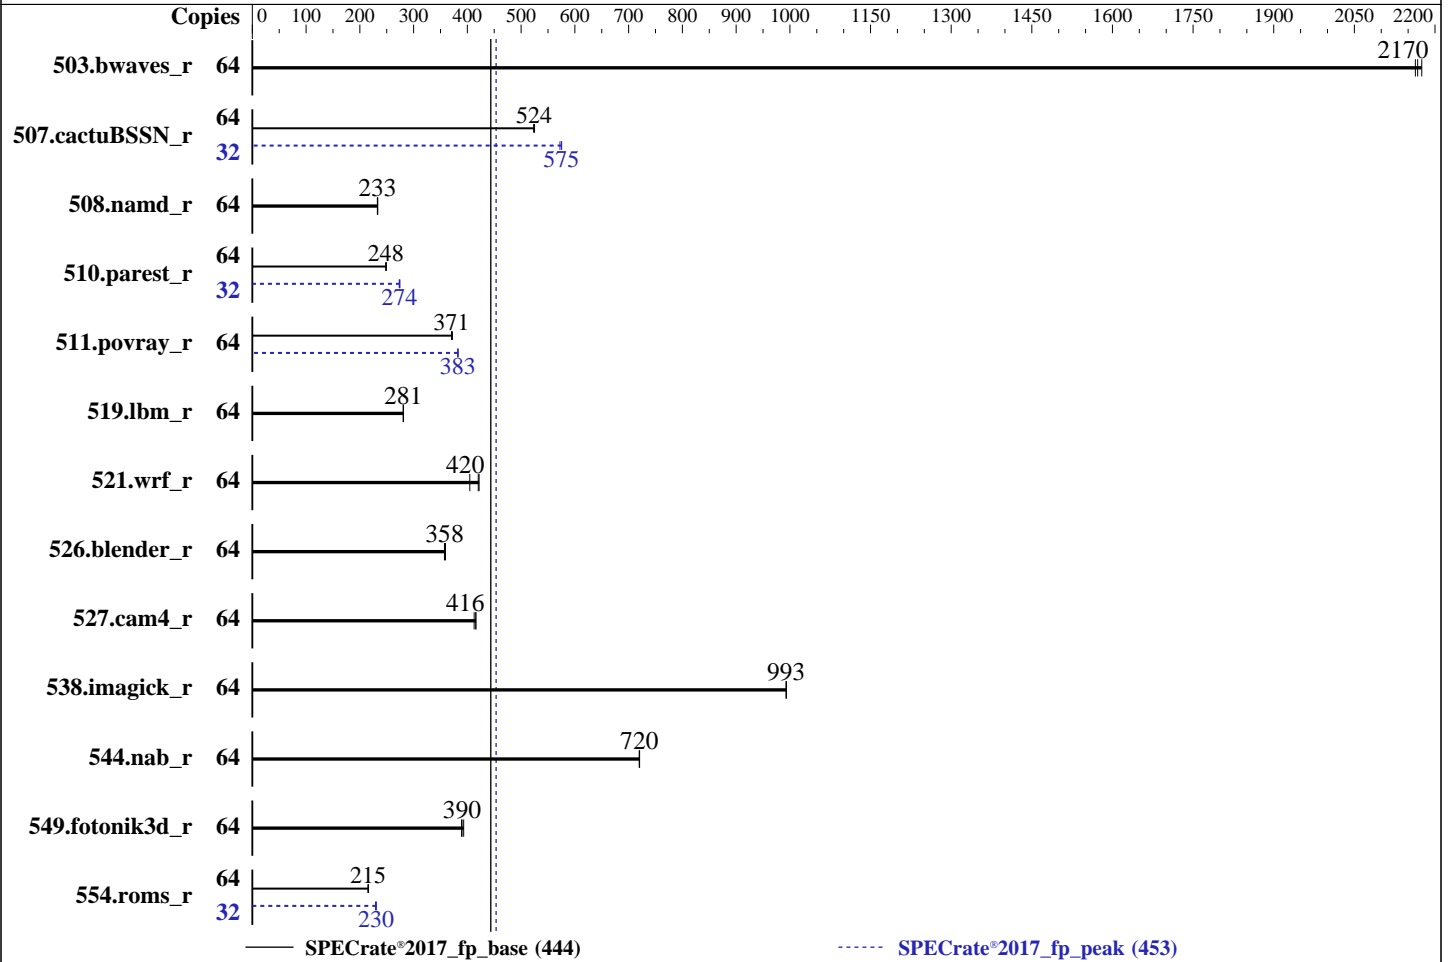 Copies 0 100 200 300 400 500 600 700 800 900 1000 1150 1300 1450 1600 1750 1900 2050 2200
2170
503.bwaves_r 64
64 524
507.cactuBSSN_r
32 575
233
508.namd_r 64
64 248
510.parest_r
32 274
371
511.povray_r 64
383
281
519.lbm_r 64
420
521.wrf_r 64
358
526.blender_r 64
416
527.cam4_r 64
993
538.imagick_r 64
720
544.nab_r 64
390
549.fotonik3d_r 64
64 215
554.roms_r
32 230
SPECrate®2017_fp_base (444) SPECrate®2017_fp_peak (453)